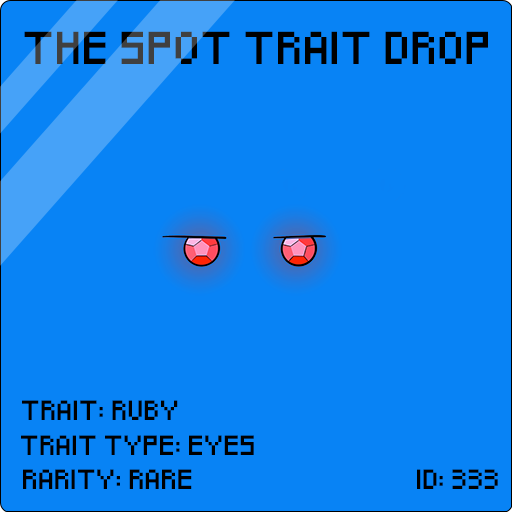 THE SPOT TRAIT DROP
TRAIT: RUBY
TRAIT TYPE: EYES
RARITY: RARE
ID: 333